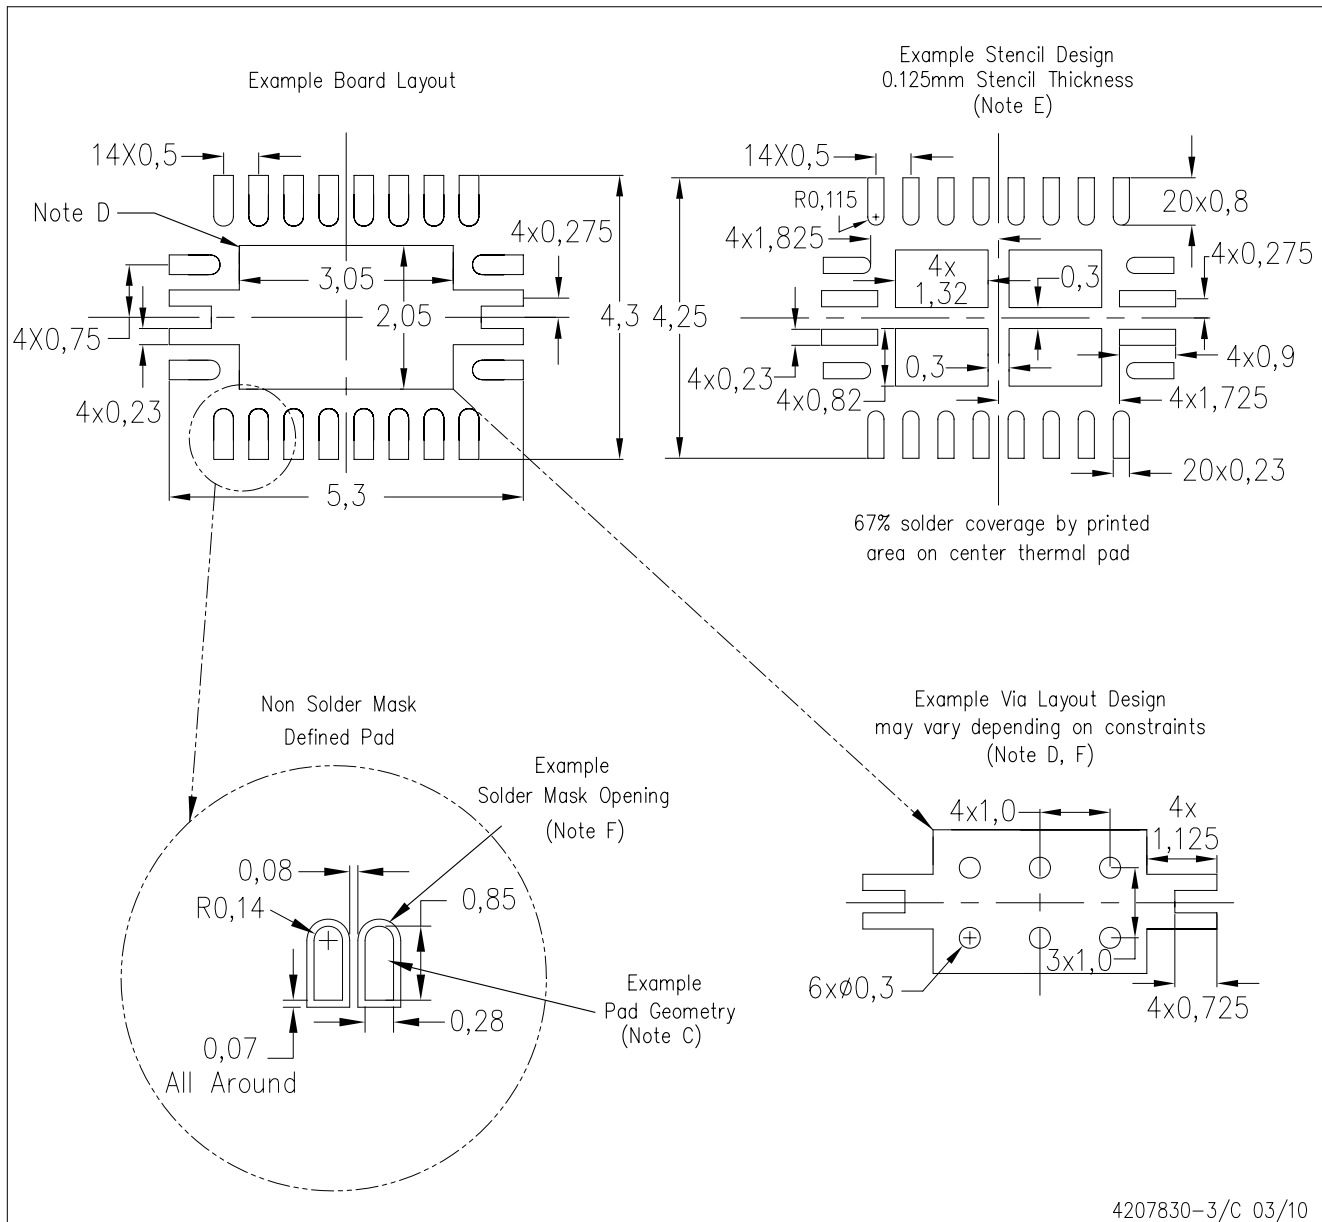 Example Board Layout
14X0,5
Note D
4x0,275
3,05
2,05
4,3
4X0,75
4x0,23
5,3
Example Stencil Design
0.125mm Stencil Thickness
(Note E)
14X0,5
R0,115
20x0,8
4x1,825
4x0,275
4x
1,32
0,3
4,25
0,3
4x0,9
4x0,23
4x0,82
4x1,725
20x0,23
67% solder coverage by printed
area on center thermal pad
Non Solder Mask
Defined Pad
Example
Solder Mask Opening
(Note F)
0,08
R0,14
0,85
Example
Pad Geometry
(Note C)
0,28
0,07
All Around
Example Via Layout Design
may vary depending on constraints
(Note D, F)
4x1,0
4x
1,125
3x1,0
6xø0,3
4x0,725
4207830-3/C 03/10